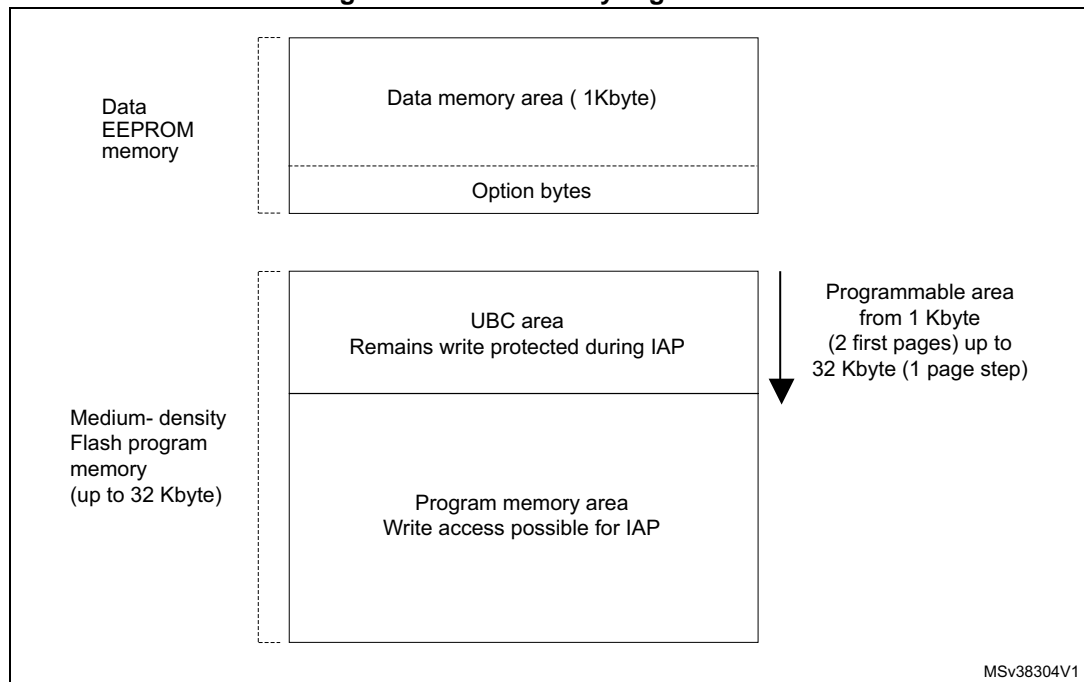 Data memory area ( 1Kbyte)
Data
EEPROM
memory
Option bytes
UBC area
Remains write protected during IAP
Programmable area
from 1 Kbyte
(2 first pages) up to
32 Kbyte (1 page step)
Medium- density
Flash program
memory
(up to 32 Kbyte)
Program memory area
Write access possible for IAP
MSv38304V1